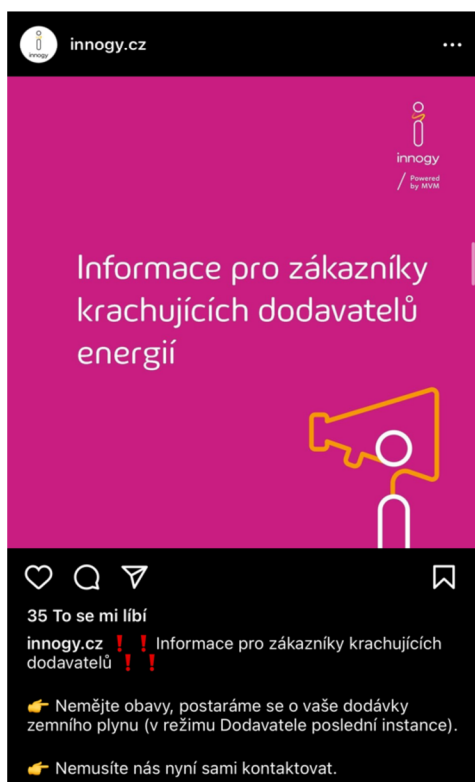 innogy
innogy.cz
innogy
Powered
by MVM
Informace pro zákazníky
krachujících dodavatelů
energií
35 To se mi líbí
innogy.cz ❗❗Informace pro zákazníky krachujících
dodavatelů❗❗
👉 Nemějte obavy, postaráme se o vaše dodávky
zemního plynu (v režimu Dodavatele poslední instance).
👉 Nemusíte nás nyní sami kontaktovat.